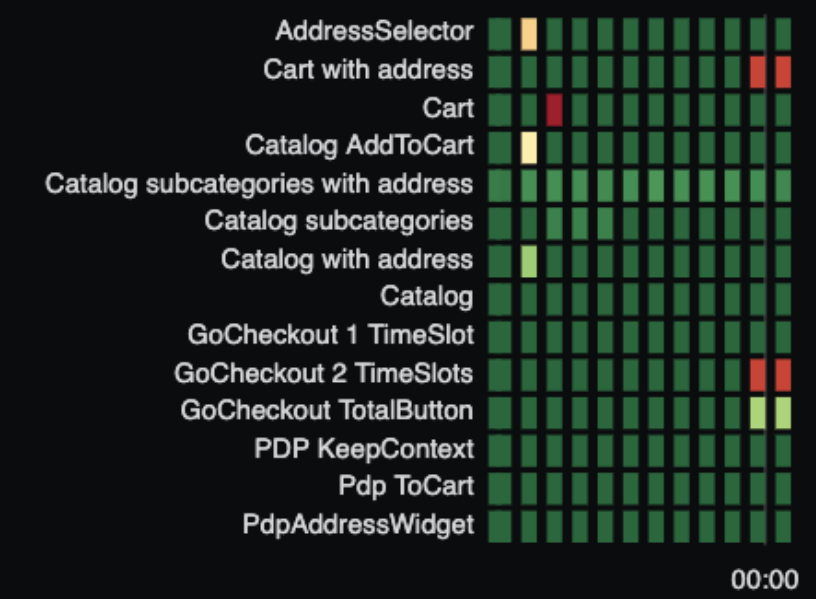 AddressSelector
Cart with address
Cart
Catalog AddToCart
Catalog subcategories with address
Catalog subcategories
Catalog with address
Catalog
GoCheckout 1 TimeSlot
GoCheckout 2 TimeSlots
GoCheckout TotalButton
PDP KeepContext
Pdp ToCart
PdpAddressWidget
00:00